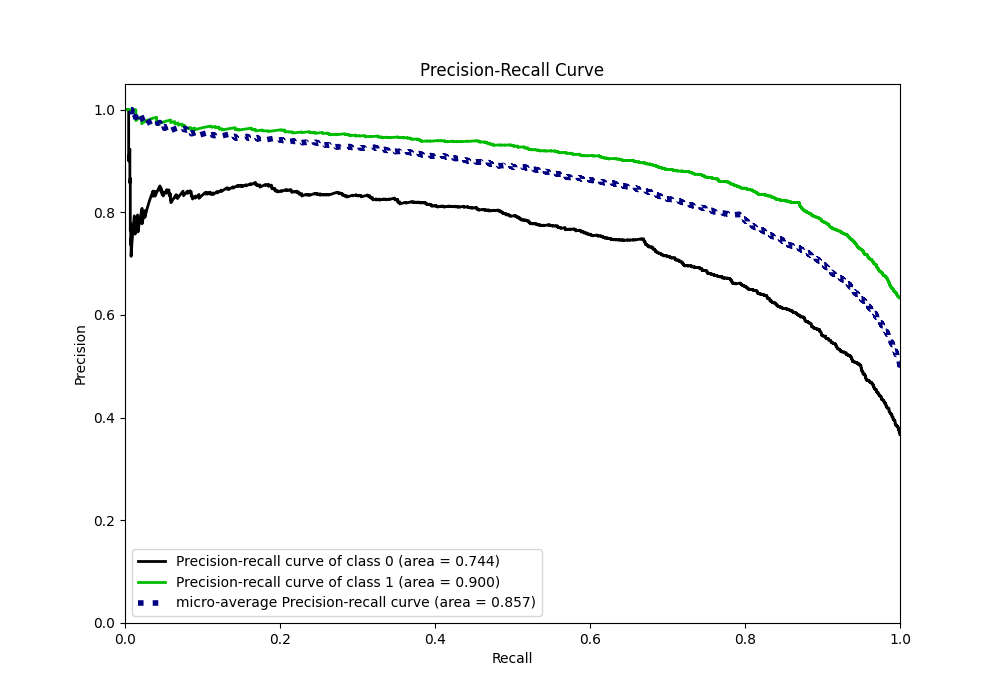 Precision-Recall Curve
1.0
0.8
0.6
0.4
0.2
0.0
Precision
Precision-recall curve of class 0 (area = 0.744)
Precision-recall curve of class 1 (area = 0.900)
micro-average Precision-recall curve (area = 0.857)
0.0 0.2 0.4 0.6 0.8 1.0
Recall